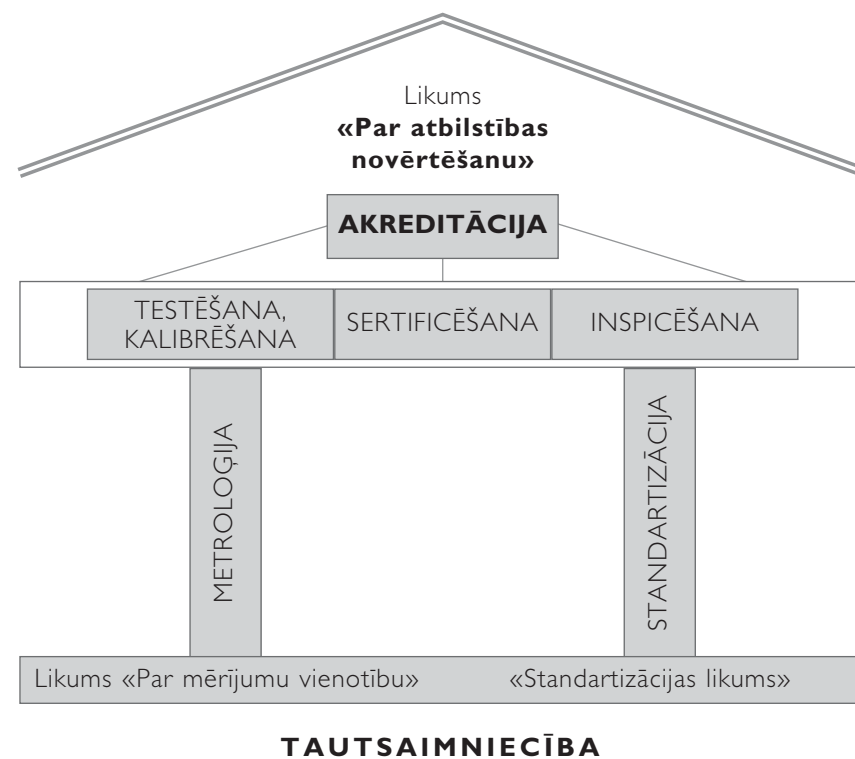 Likums
«Par atbilstības
novērtēšanu»
AKREDITĀCIJA
TESTĒŠANA,
KALIBRĒŠANA
SERTIFICĒŠANA
INSPICĒŠANA
METROLOĢIJA
STANDARTIZĀCIJA
Likums «Par mērījumu vienotību»
«Standartizācijas likums»
TAUTSAIMNIECĪBA